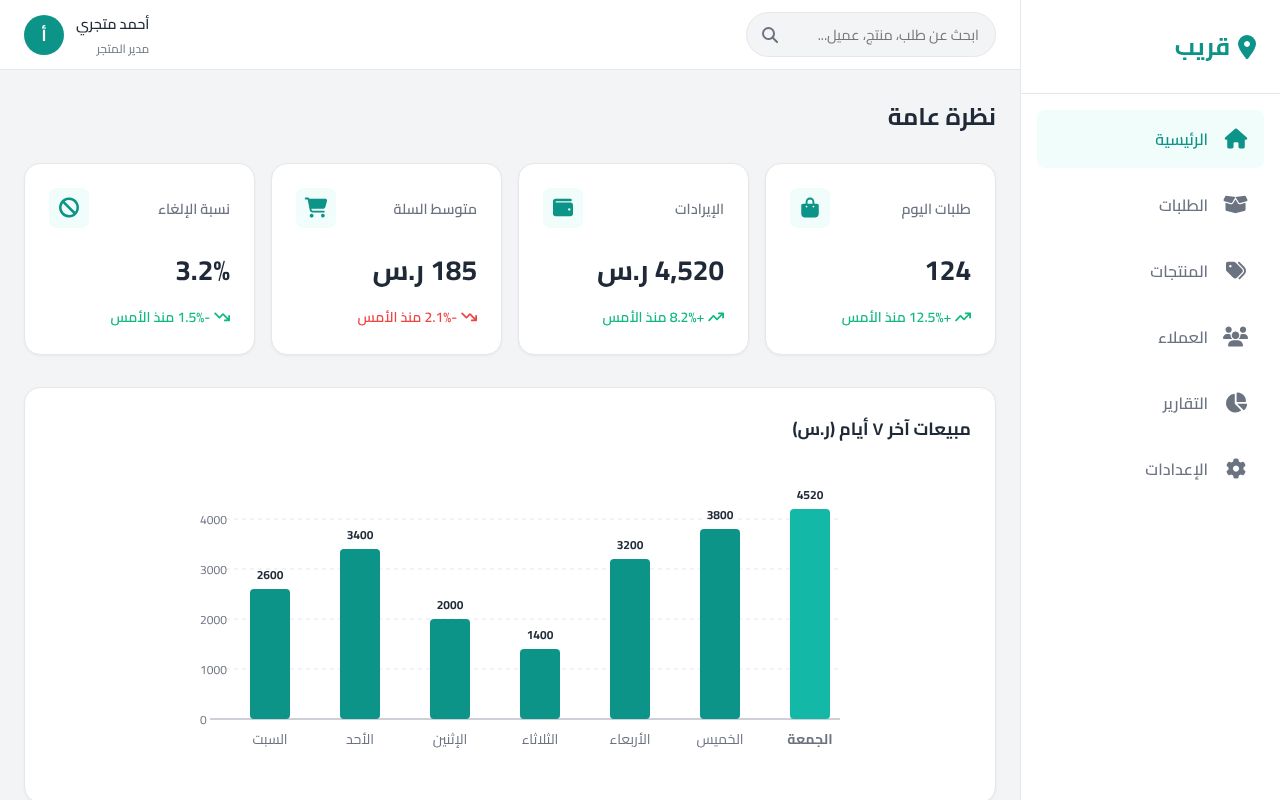 قريب
الرئيسية
الطلبات
المنتجات
العملاء
التقارير
الإعدادات
ابحث عن طلب، منتج، عميل...
أحمد متجري
مدير المتجر
أ
نظرة عامة
طلبات اليوم
124
+12.5% منذ الأمس
الإيرادات
4,520 ر.س
+8.2% منذ الأمس
متوسط السلة
185 ر.س
-2.1% منذ الأمس
نسبة الإلغاء
3.2%
-1.5% منذ الأمس
مبيعات آخر ٧ أيام (ر.س)
4520
3800
3200
1400
2000
3400
2600
4000
3000
2000
1000
0
الجمعة
الخميس
الأربعاء
الثلاثاء
الإثنين
الأحد
السبت